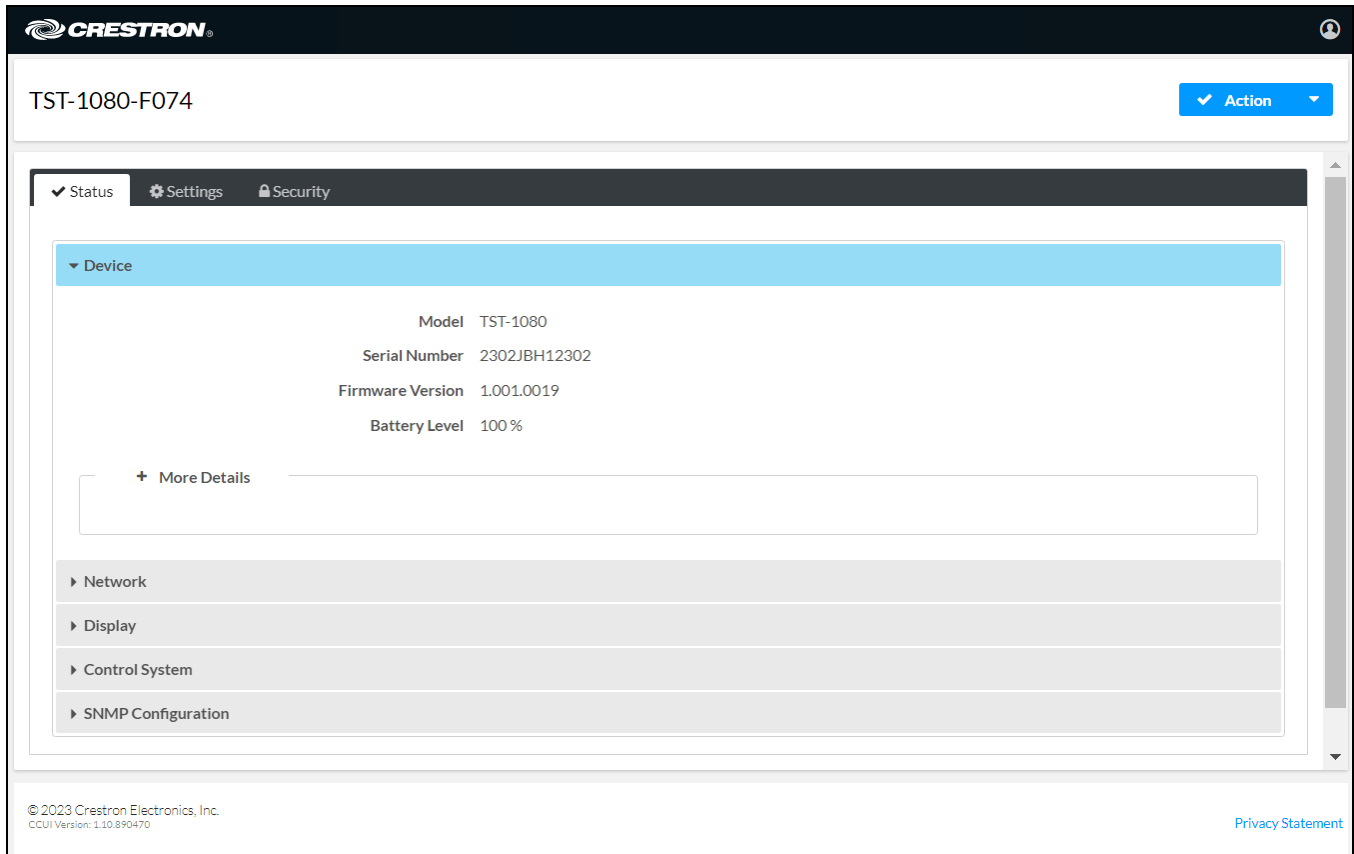 CRESTRON®
TST-1080-F074
Action
Status Settings Security
Device
Model TST-1080
Serial Number 2302JBH12302
Firmware Version 1.001.0019
Battery Level 100 %
+ More Details
Network
Display
Control System
SNMP Configuration
© 2023 Crestron Electronics, Inc.
CCUI Version: 1.10.890470
Privacy Statement